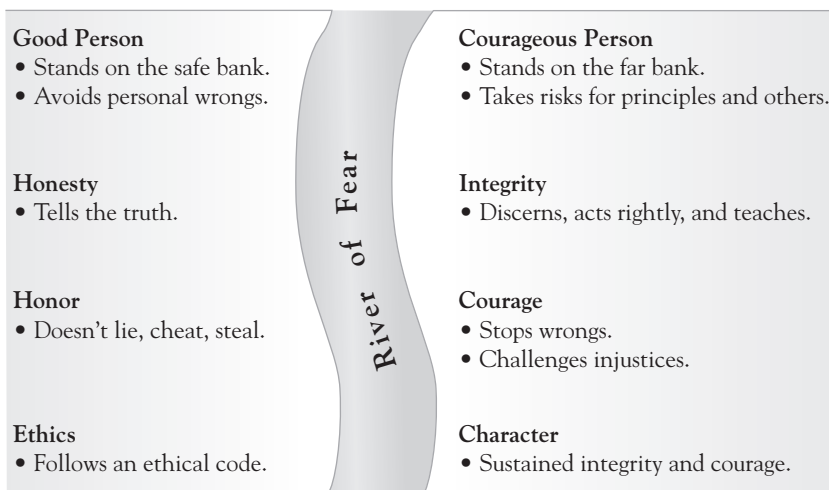 Good Person
• Stands on the safe bank.
• Avoids personal wrongs.
Honesty
• Tells the truth.
Honor
• Doesn't lie, cheat, steal.
Ethics
• Follows an ethical code.
River of Fear
Courageous Person
• Stands on the far bank.
• Takes risks for principles and others.
Integrity
• Discerns, acts rightly, and teaches.
Courage
• Stops wrongs.
• Challenges injustices.
Character
• Sustained integrity and courage.